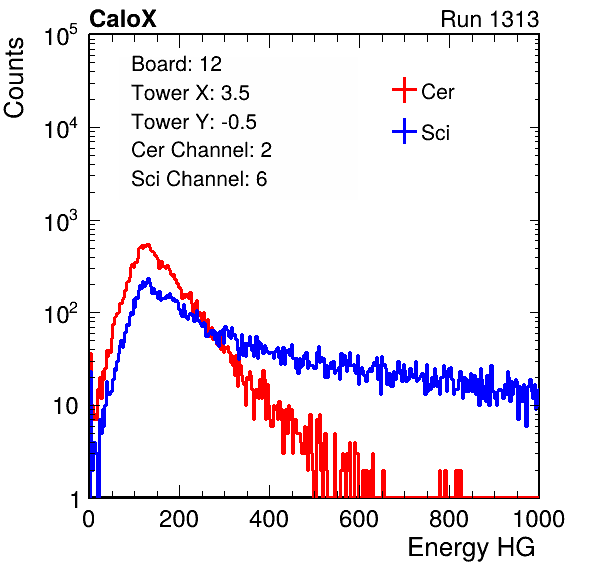 CaloX Run 1313
Counts
Board: 12
Tower X: 3.5
Tower Y: -0.5
Cer Channel: 2
Sci Channel: 6
Cer
Sci
10^5
10^4
10^3
10^2
10
1
0 200 400 600 800 1000
Energy HG